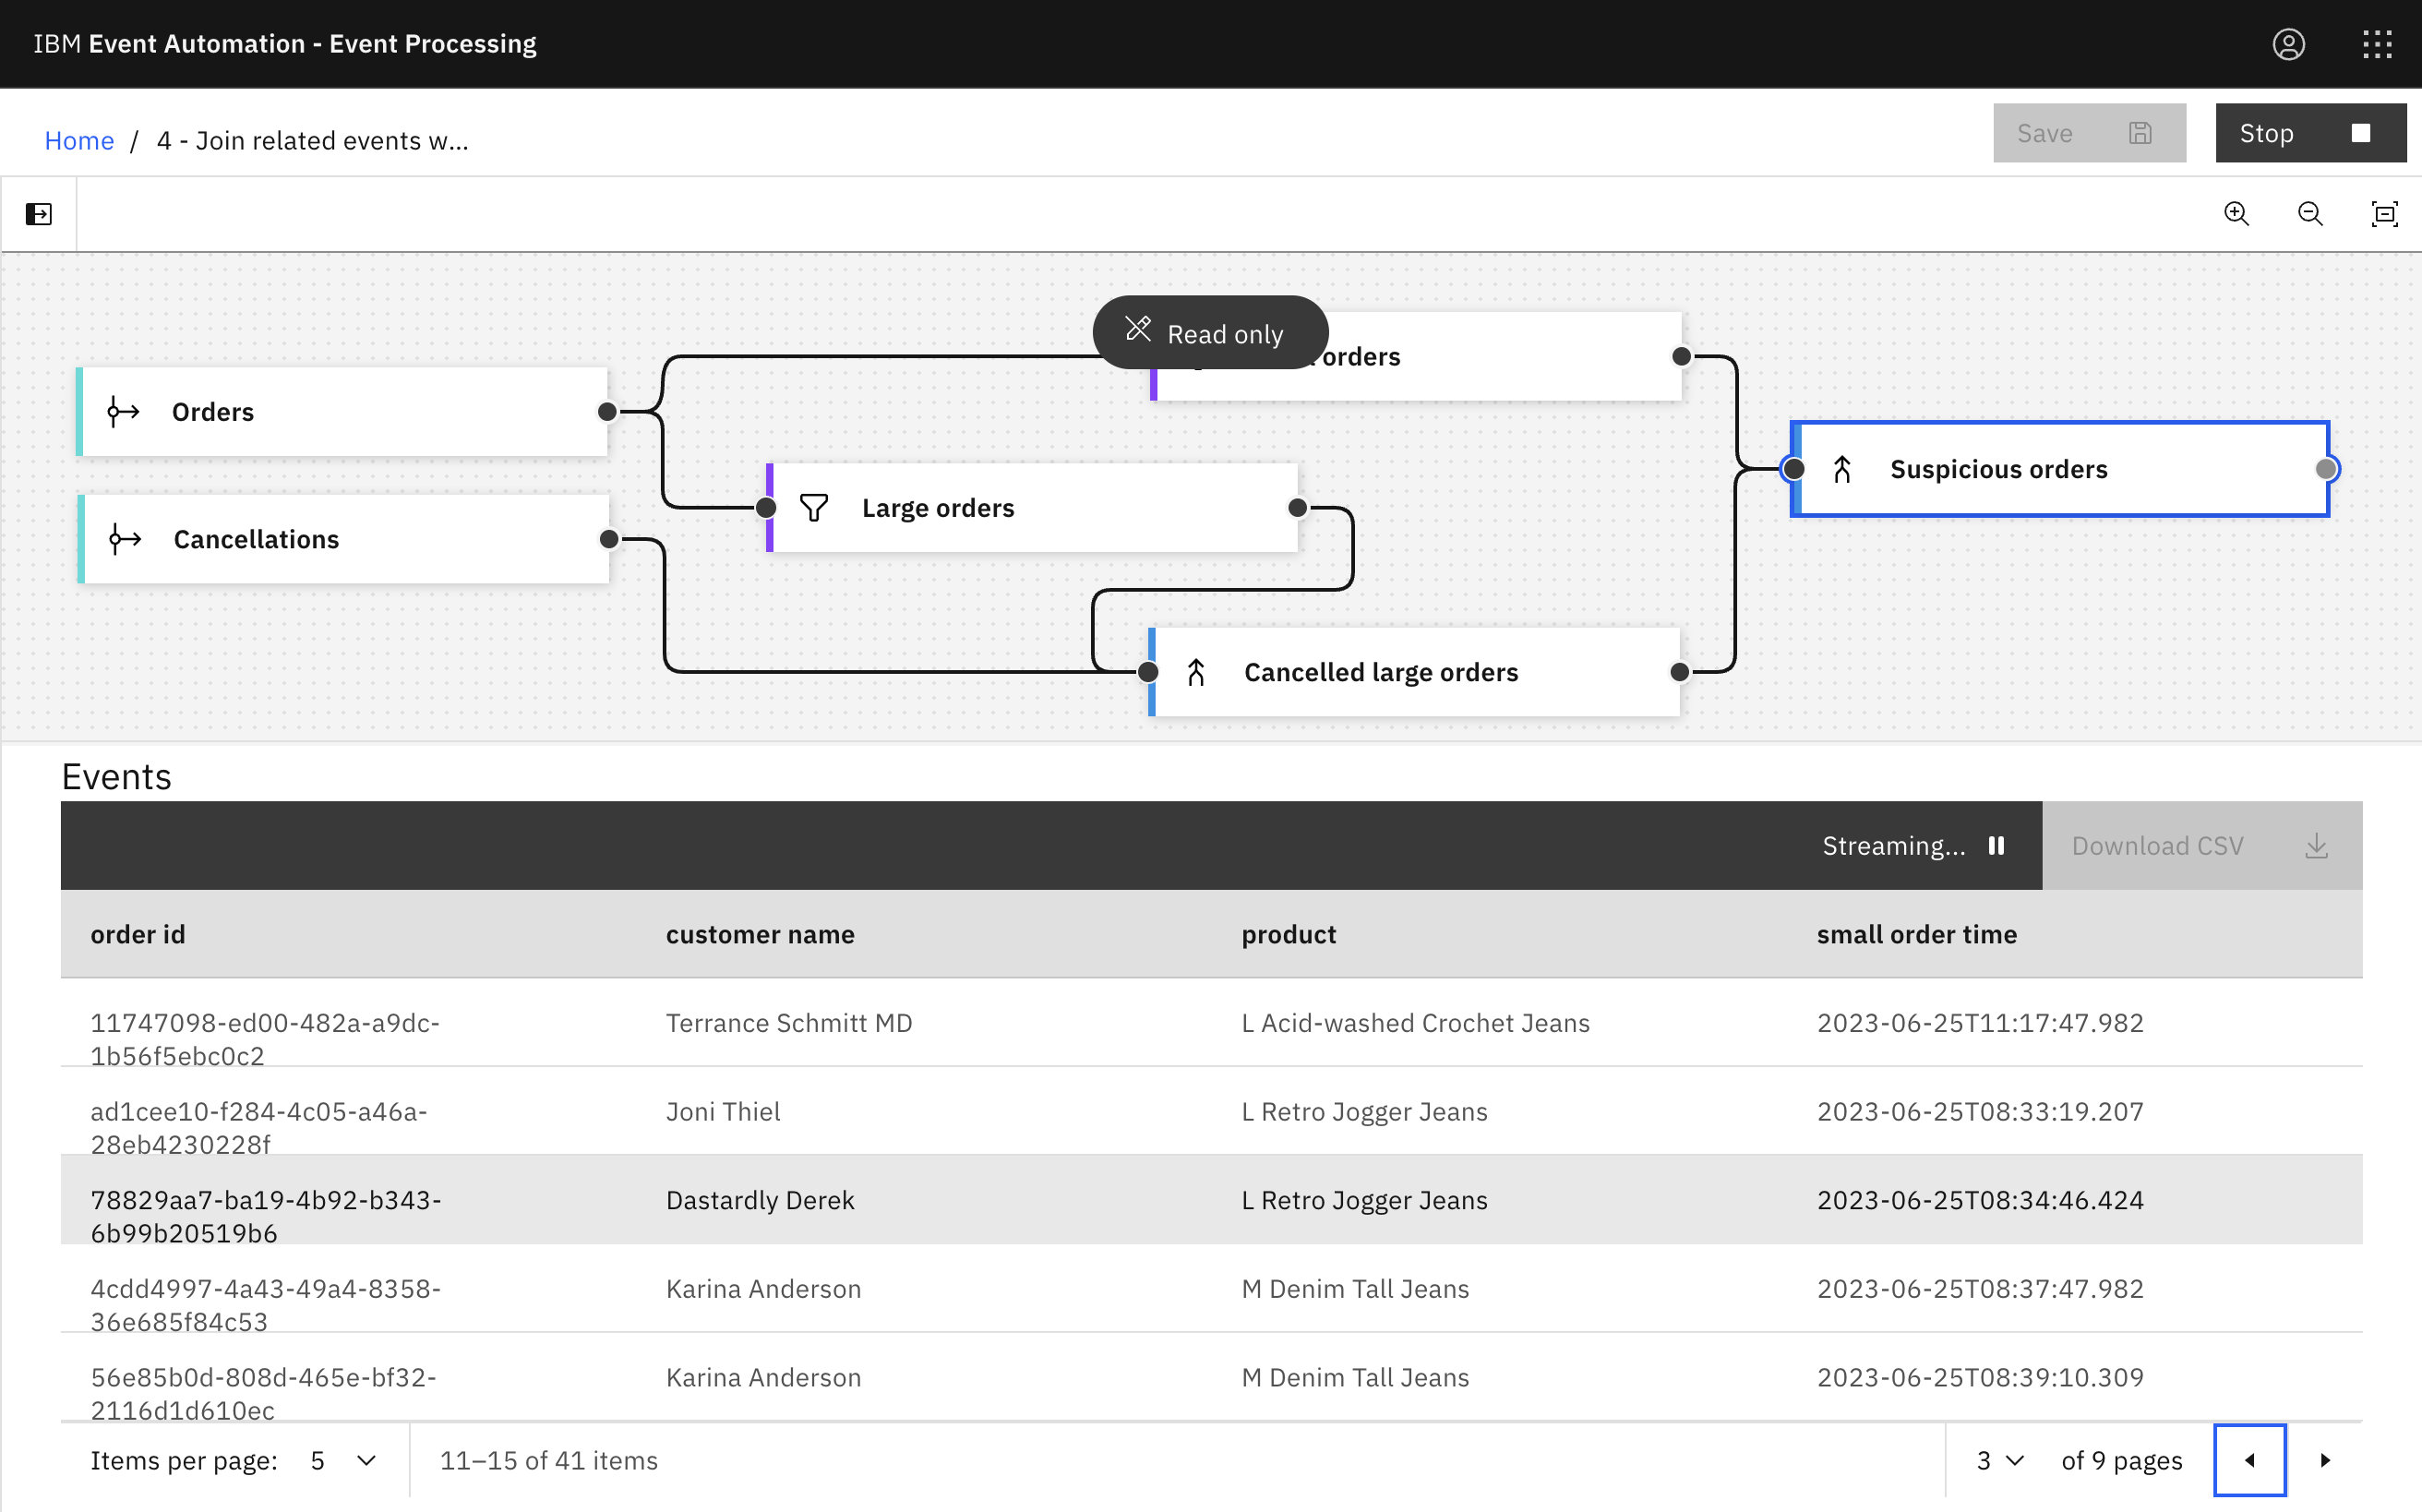 IBM Event Automation - Event Processing
Home / 4 - Join related events w...
Save
Stop
Read only
orders
Orders
Suspicious orders
Large orders
Cancellations
Cancelled large orders
Events
Streaming...
Download CSV
order id customer name product small order time
11747098-ed00-482a-a9dc-
1b56f5ebc0c2
Terrance Schmitt MD L Acid-washed Crochet Jeans 2023-06-25T11:17:47.982
ad1cee10-f284-4c05-a46a-
28eb4230228f
Joni Thiel L Retro Jogger Jeans 2023-06-25T08:33:19.207
78829aa7-ba19-4b92-b343-
6b99b20519b6
Dastardly Derek L Retro Jogger Jeans 2023-06-25T08:34:46.424
4cdd4997-4a43-49a4-8358-
36e685f84c53
Karina Anderson M Denim Tall Jeans 2023-06-25T08:37:47.982
56e85b0d-808d-465e-bf32-
2116d1d610ec
Karina Anderson M Denim Tall Jeans 2023-06-25T08:39:10.309
Items per page: 5 11–15 of 41 items 3 of 9 pages